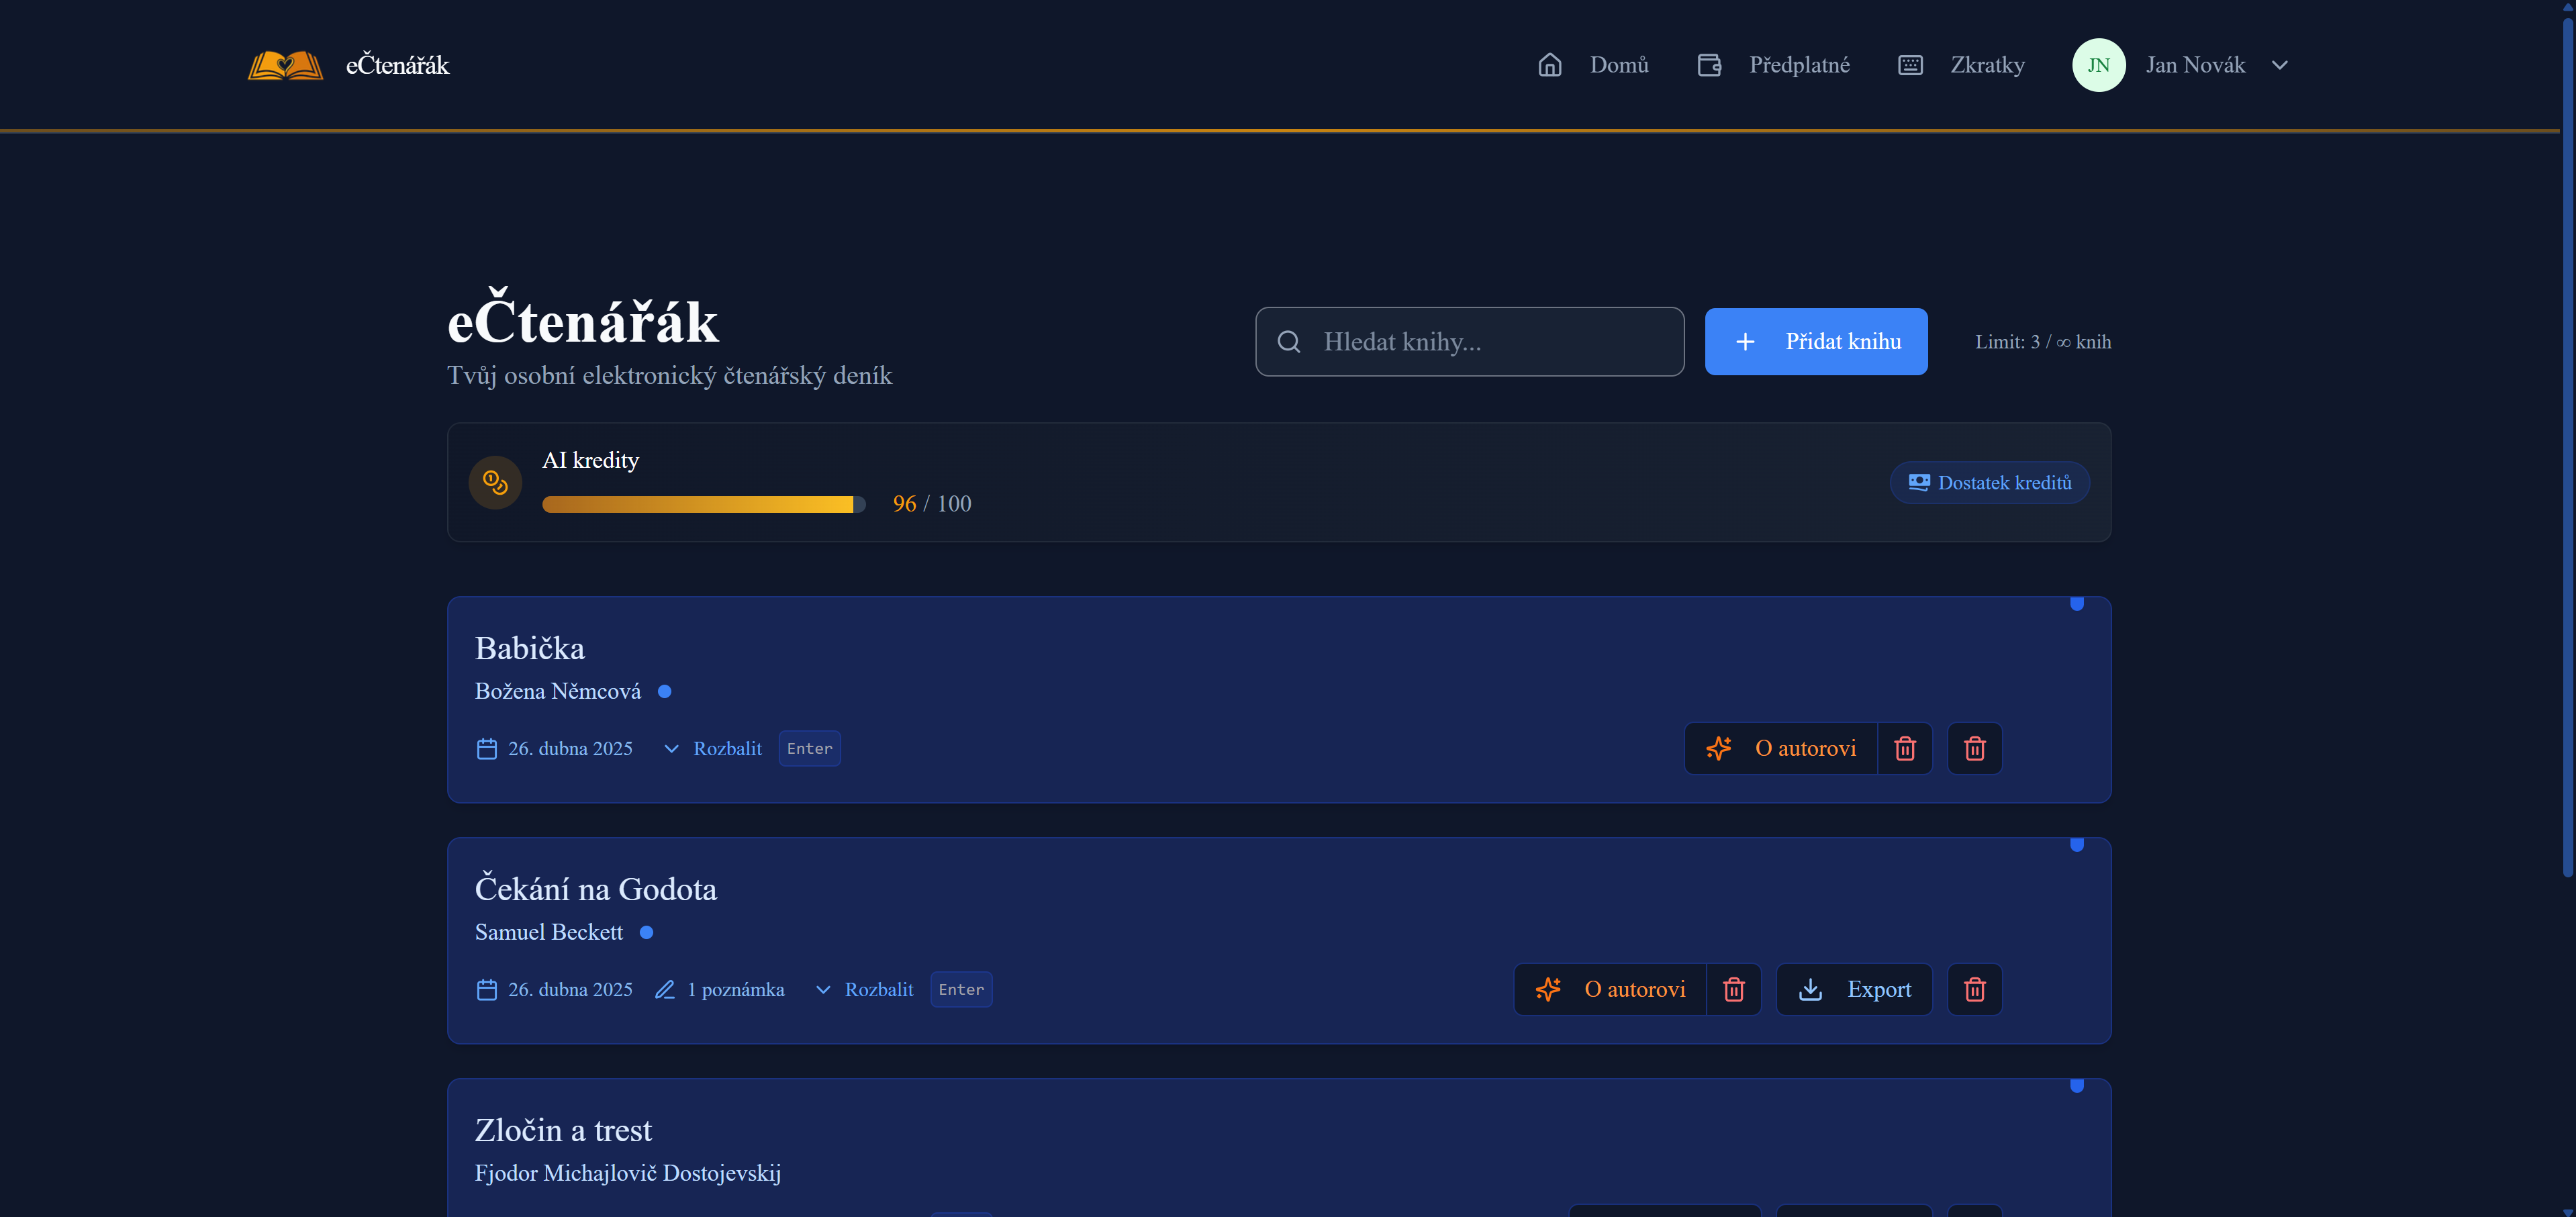 eČtenářák
Domů
Předplatné
Zkratky
JN
Jan Novák
eČtenářák
Tvůj osobní elektronický čtenářský deník
Hledat knihy...
Přidat knihu
Limit: 3 / ∞ knih
AI kredity
96 / 100
Dostatek kreditů
Babička
Božena Němcová
26. dubna 2025 Rozbalit Enter
O autorovi
Čekání na Godota
Samuel Beckett
26. dubna 2025 1 poznámka Rozbalit Enter
O autorovi
Export
Zločin a trest
Fjodor Michajlovič Dostojevskij